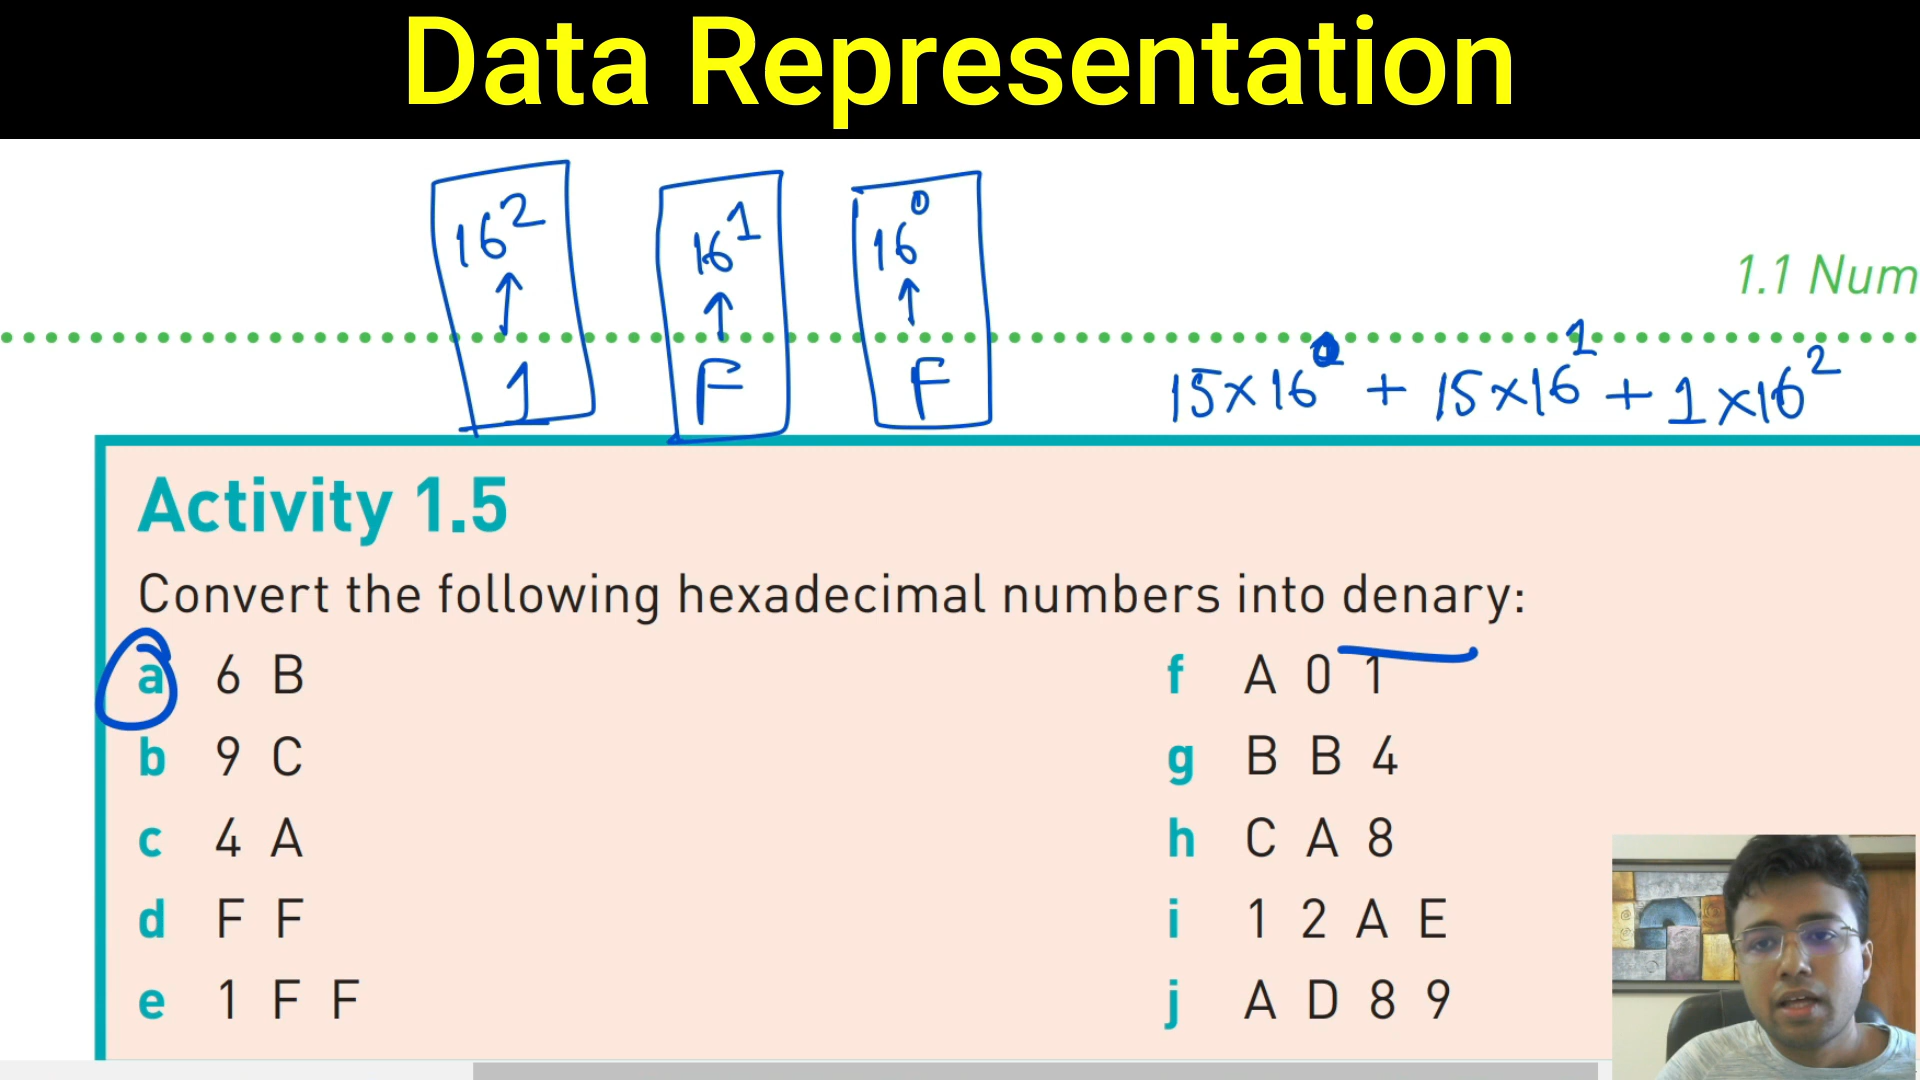 Data Representation
16² 16¹ 16⁰
1.1 Num
1 F F
15×16⁰ + 15×16¹ + 1×16²
Activity 1.5
Convert the following hexadecimal numbers into denary:
a 6 B
b 9 C
c 4 A
d F F
e 1 F F
f A 0 1
g B B 4
h C A 8
i 1 2 A E
j A D 8 9